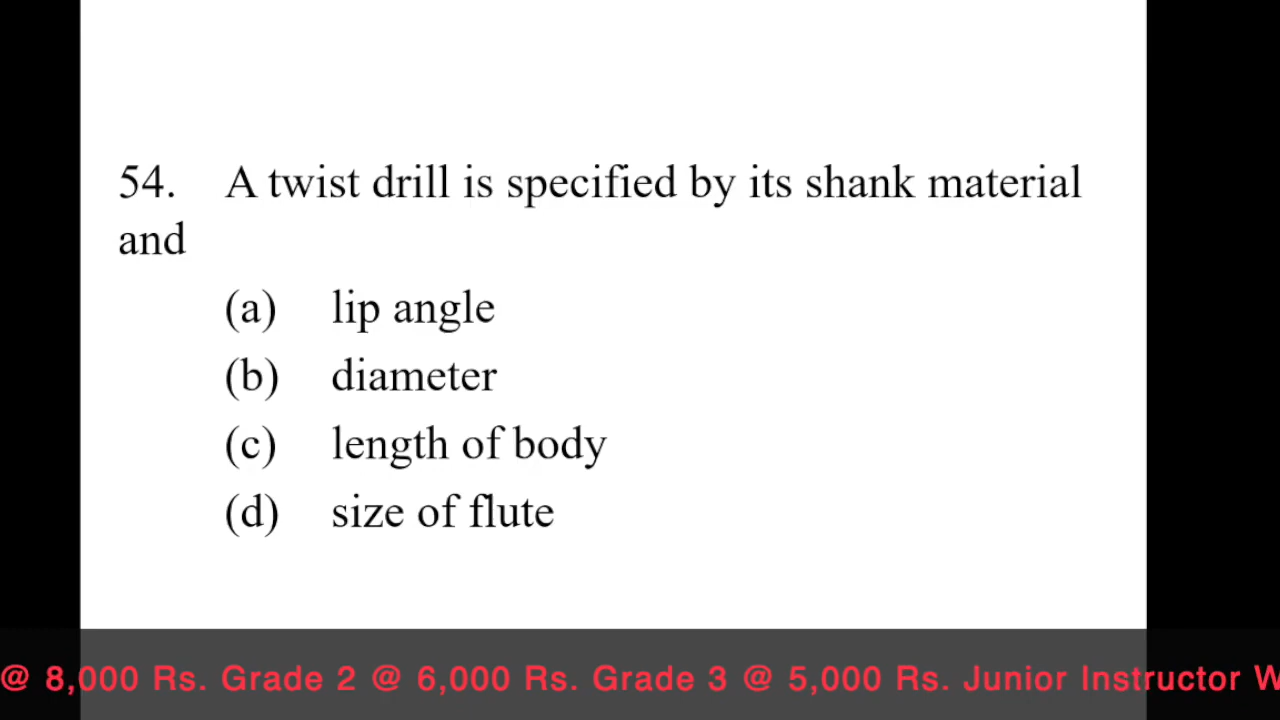 54. A twist drill is specified by its shank material
and
(a) lip angle
(b) diameter
(c) length of body
(d) size of flute
@ 8,000 Rs. Grade 2 @ 6,000 Rs. Grade 3 @ 5,000 Rs. Junior Instructor W